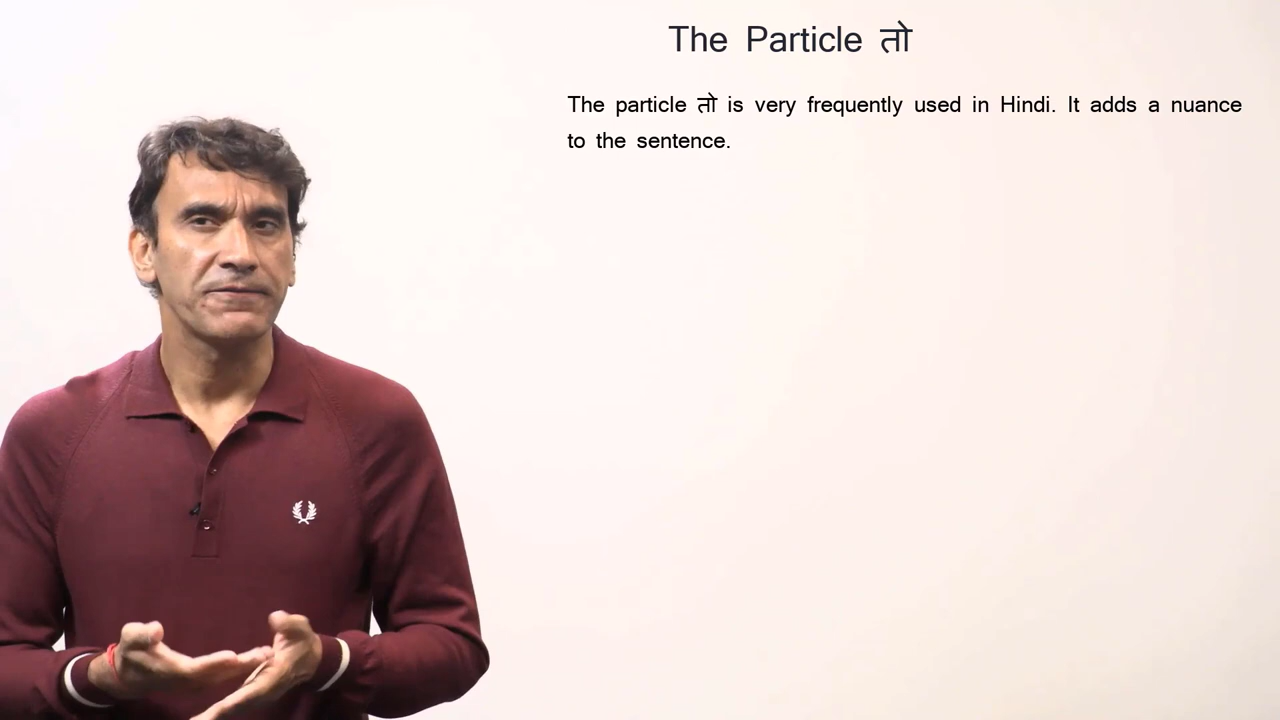 The Particle तो
The particle तो is very frequently used in Hindi. It adds a nuance
to the sentence.